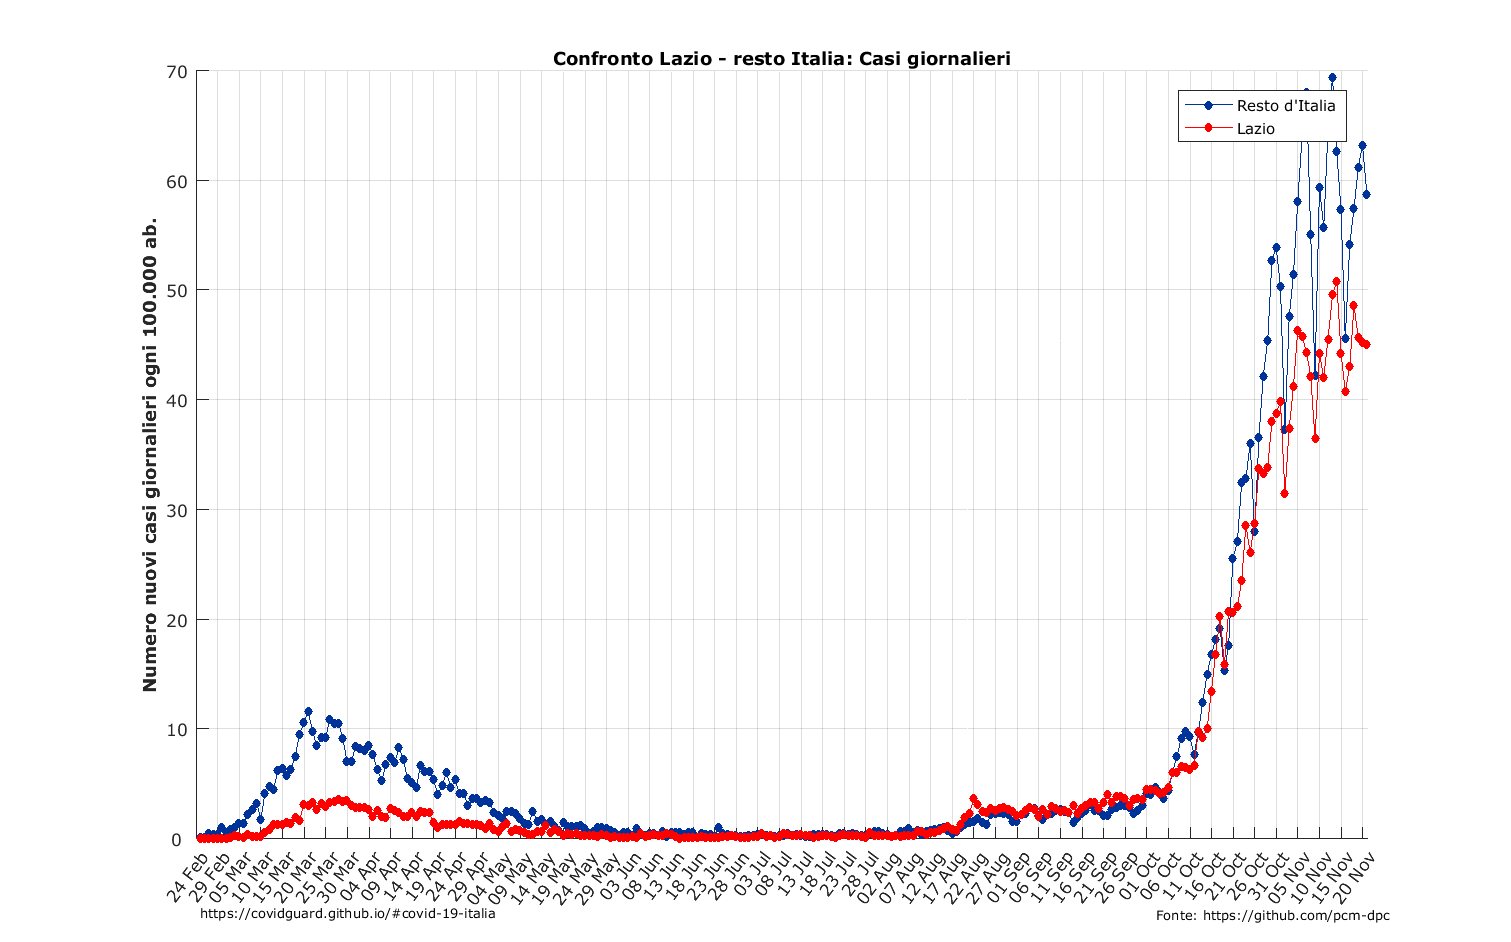 Confronto Lazio - resto Italia: Casi giornalieri
Numero nuovi casi giornalieri ogni 100.000 ab.
70
60
50
40
30
20
10
0
Resto d'Italia
Lazio
24 Feb
29 Feb
05 Mar
10 Mar
15 Mar
20 Mar
25 Mar
30 Mar
04 Apr
09 Apr
14 Apr
19 Apr
24 Apr
29 Apr
04 May
09 May
14 May
19 May
24 May
29 May
03 Jun
08 Jun
13 Jun
18 Jun
23 Jun
28 Jun
03 Jul
08 Jul
13 Jul
18 Jul
23 Jul
28 Jul
02 Aug
07 Aug
12 Aug
17 Aug
22 Aug
27 Aug
01 Sep
06 Sep
11 Sep
16 Sep
21 Sep
26 Sep
01 Oct
06 Oct
11 Oct
16 Oct
21 Oct
26 Oct
31 Oct
05 Nov
10 Nov
15 Nov
20 Nov
https://covidguard.github.io/#covid-19-italia
Fonte: https://github.com/pcm-dpc